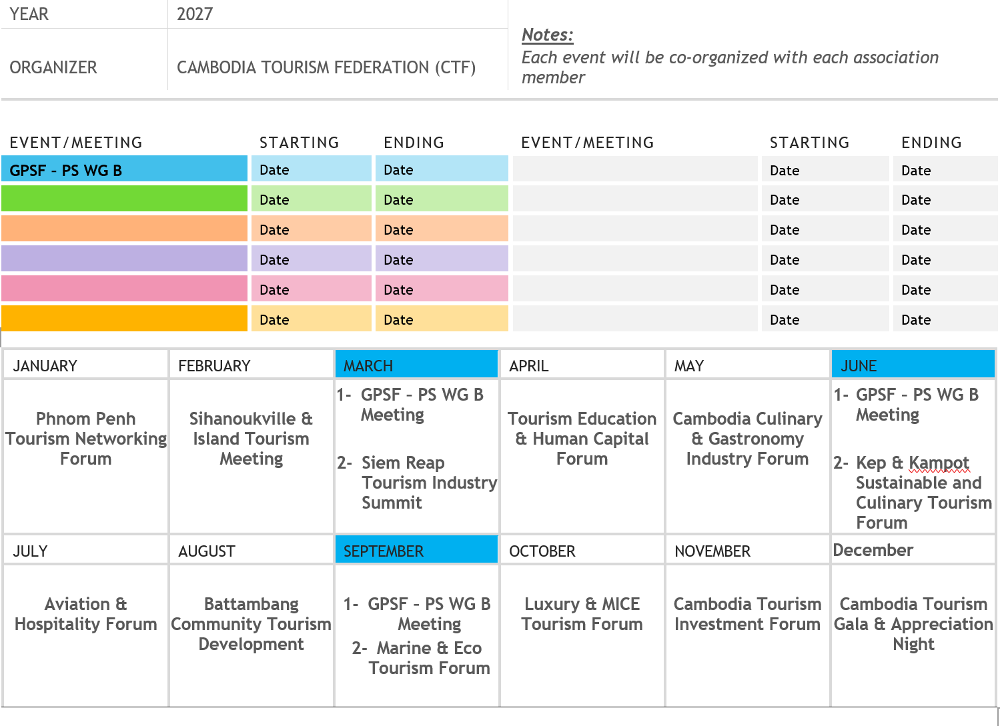 YEAR
2027
ORGANIZER
CAMBODIA TOURISM FEDERATION (CTF)
Notes:
Each event will be co-organized with each association
member
EVENT/MEETING STARTING ENDING EVENT/MEETING STARTING ENDING
GPSF – PS WG B Date Date Date Date
Date Date Date Date
Date Date Date Date
Date Date Date Date
Date Date Date Date
Date Date Date Date
JANUARY FEBRUARY MARCH APRIL MAY JUNE
Phnom Penh
Tourism Networking
Forum
Sihanoukville &
Island Tourism
Meeting
1- GPSF – PS WG B
Meeting
2- Siem Reap
Tourism Industry
Summit
Tourism Education
& Human Capital
Forum
Cambodia Culinary
& Gastronomy
Industry Forum
1- GPSF – PS WG B
Meeting
2- Kep & Kampot
Sustainable and
Culinary Tourism
Forum
JULY AUGUST SEPTEMBER OCTOBER NOVEMBER December
Aviation &
Hospitality Forum
Battambang
Community Tourism
Development
1- GPSF – PS WG B
Meeting
2- Marine & Eco
Tourism Forum
Luxury & MICE
Tourism Forum
Cambodia Tourism
Investment Forum
Cambodia Tourism
Gala & Appreciation
Night